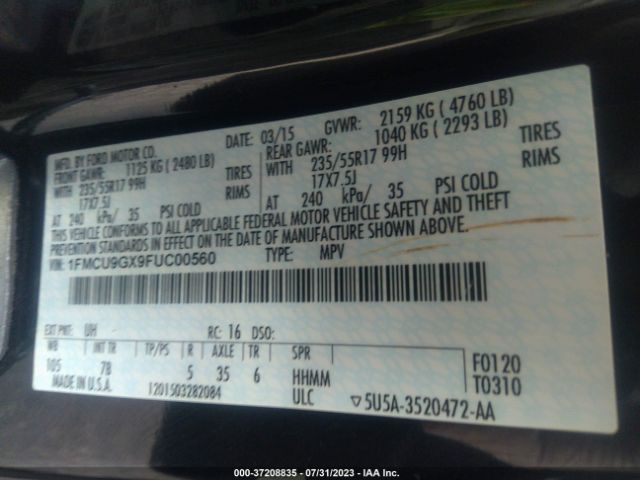 MFD. BY FORD MOTOR CO.
DATE: 03/15 GVWR: 2159 KG ( 4760 LB)
FRONT GAWR: 1125 KG ( 2480 LB) REAR GAWR: 1040 KG ( 2293 LB)
WITH 235/55R17 99H TIRES WITH 235/55R17 99H TIRES
17X7.5J RIMS 17X7.5J RIMS
AT 240 kPa/ 35 PSI COLD AT 240 kPa/ 35 PSI COLD
THIS VEHICLE CONFORMS TO ALL APPLICABLE FEDERAL MOTOR VEHICLE SAFETY AND THEFT
PREVENTION STANDARDS IN EFFECT ON THE DATE OF MANUFACTURE SHOWN ABOVE.
VIN: 1FMCU9GX9FUC00560 TYPE: MPV
EXT PNT: UH RC: 16 DSO:
WB INT TR TP/PS R AXLE TR SPR
105 7B 5 35 6 HHMM F0120
MADE IN U.S.A. 1201503282084 ULC T0310
▽5U5A-3520472-AA
000-37208835 - 07/31/2023 - IAA Inc.